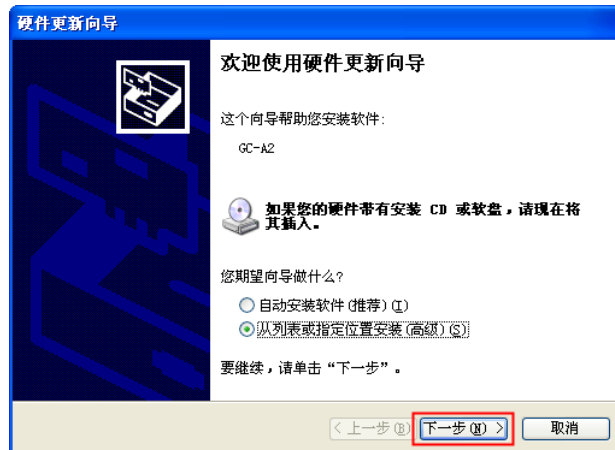 硬件更新向导
欢迎使用硬件更新向导
这个向导帮助您安装软件:
GC-A2
如果您的硬件带有安装 CD 或软盘，请现在将
其插入。
您期望向导做什么?
自动安装软件(推荐)(I)
从列表或指定位置安装(高级)(S)
要继续，请单击“下一步”。
< 上一步(B) 下一步(N) > 取消